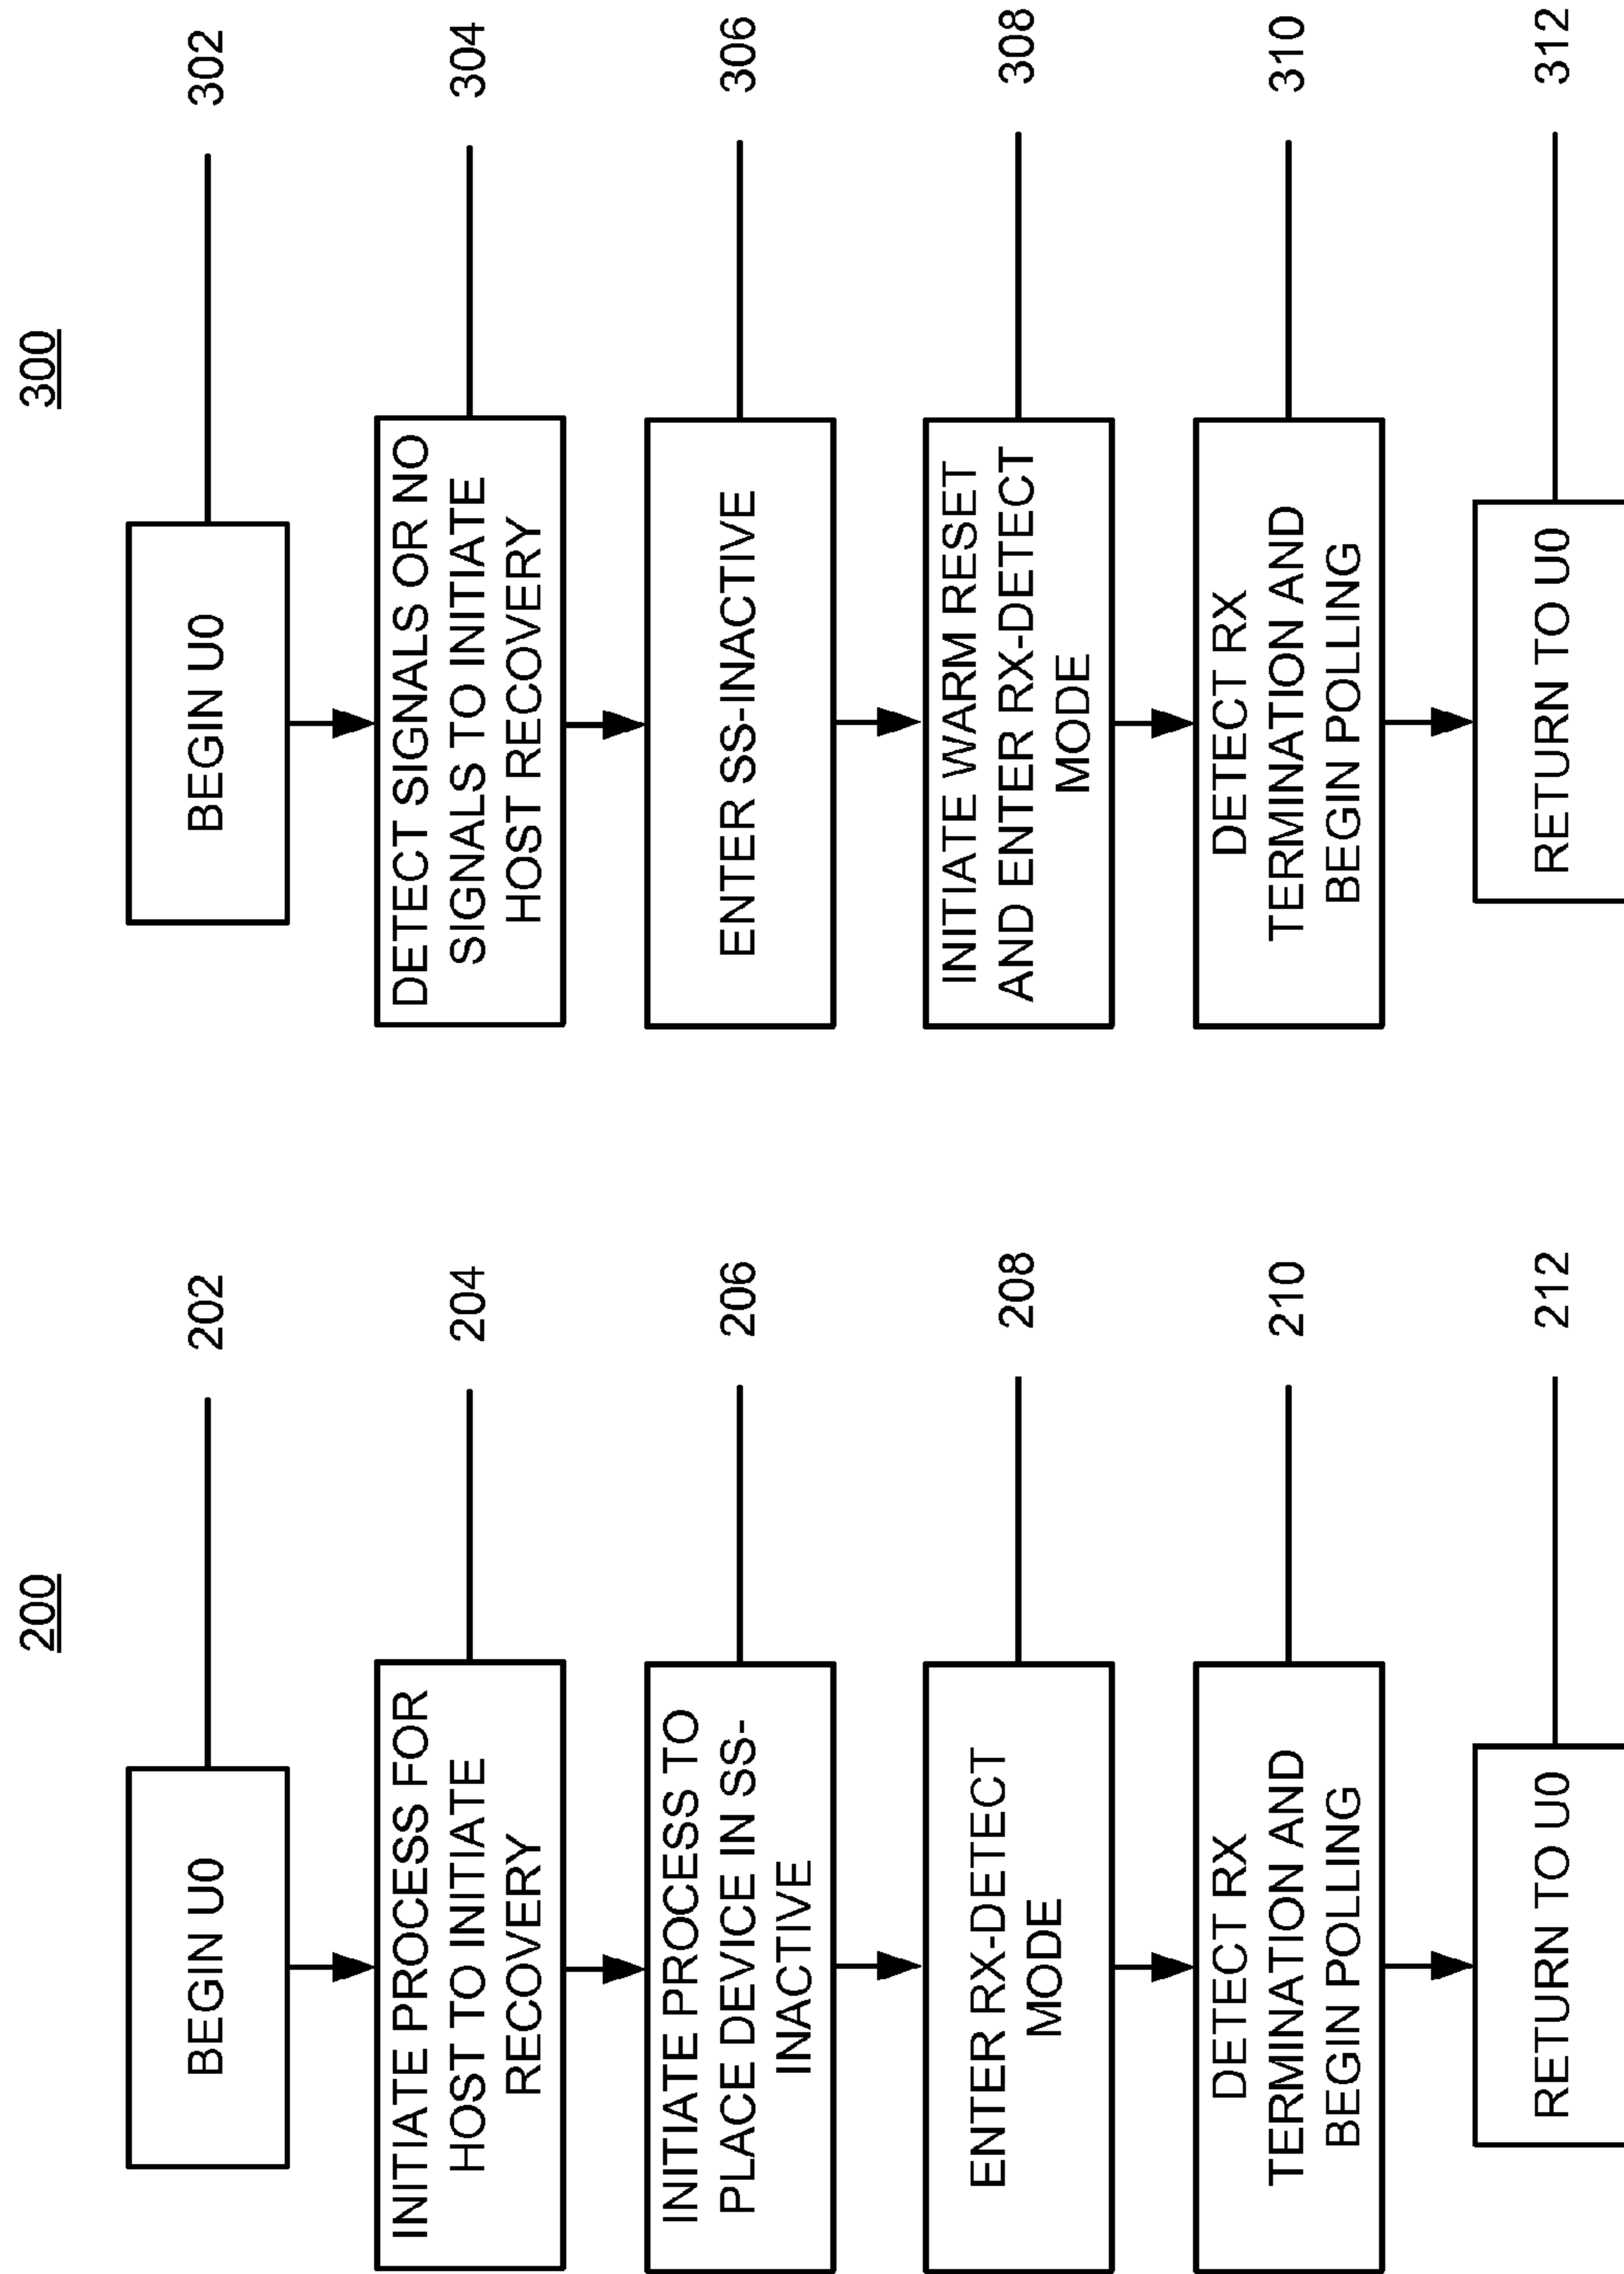 200
BEGIN U0
202
INITIATE PROCESS FOR
HOST TO INITIATE
RECOVERY
204
INITIATE PROCESS TO
PLACE DEVICE IN SS-
INACTIVE
206
ENTER RX-DETECT
MODE
208
DETECT RX
TERMINATION AND
BEGIN POLLING
210
RETURN TO U0
212
300
BEGIN U0
302
DETECT SIGNALS OR NO
SIGNALS TO INITIATE
HOST RECOVERY
304
ENTER SS-INACTIVE
306
INITIATE WARM RESET
AND ENTER RX-DETECT
MODE
308
DETECT RX
TERMINATION AND
BEGIN POLLING
310
RETURN TO U0
312